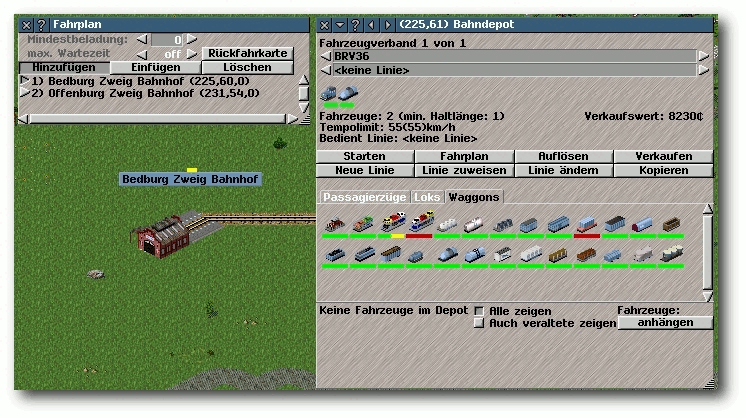 Fahrplan
Mindestbeladung: 0
max. Wartezeit off Rückfahrkarte
Hinzufügen Einfügen Löschen
1) Bedburg Zweig Bahnhof (225,60,0)
2) Offenburg Zweig Bahnhof (231,54,0)
Bedburg Zweig Bahnhof
(225,61) Bahndepot
Fahrzeugverband 1 von 1
BRV36
<keine Linie>
Fahrzeuge: 2 (min. Haltlänge: 1) Verkaufswert: 8230¢
Tempolimit: 55(55)km/h
Bedient Linie: <keine Linie>
Starten Fahrplan Auflösen Verkaufen
Neue Linie Linie zuweisen Linie ändern Kopieren
Passagierzüge Loks Waggons
Keine Fahrzeuge im Depot Alle zeigen Fahrzeuge:
Auch veraltete zeigen anhängen